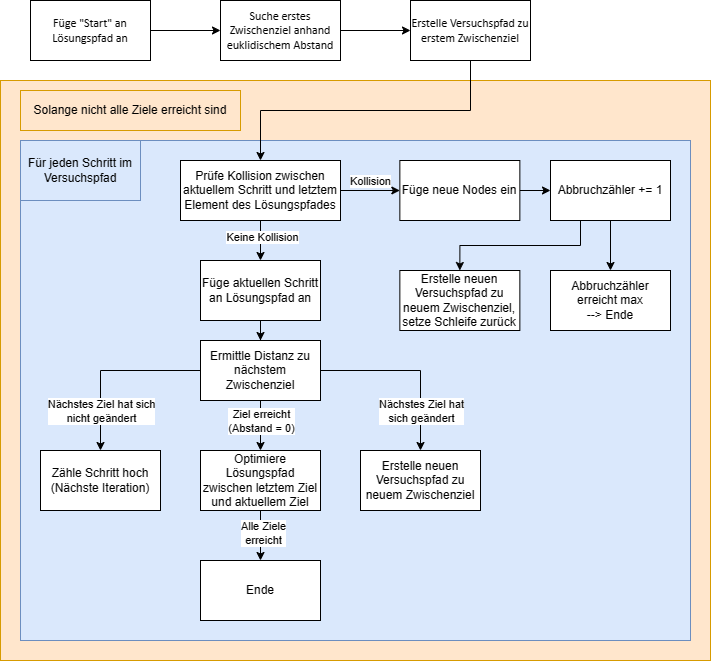 Füge "Start" an
Lösungspfad an
Suche erstes
Zwischenziel anhand
euklidischem Abstand
Erstelle Versuchspfad zu
erstem Zwischenziel
Solange nicht alle Ziele erreicht sind
Für jeden Schritt im
Versuchspfad
Prüfe Kollision zwischen
aktuellem Schritt und letztem
Element des Lösungspfades
Kollision
Füge neue Nodes ein
Abbruchzähler += 1
Keine Kollision
Füge aktuellen Schritt
an Lösungspfad an
Erstelle neuen
Versuchspfad zu
neuem Zwischenziel,
setze Schleife zurück
Abbruchzähler
erreicht max
--> Ende
Ermittle Distanz zu
nächstem
Zwischenziel
Nächstes Ziel hat sich
nicht geändert
Ziel erreicht
(Abstand = 0)
Nächstes Ziel hat
sich geändert
Zähle Schritt hoch
(Nächste Iteration)
Optimiere
Lösungspfad
zwischen letztem Ziel
und aktuellem Ziel
Erstelle neuen
Versuchspfad zu
neuem Zwischenziel
Alle Ziele
erreicht
Ende